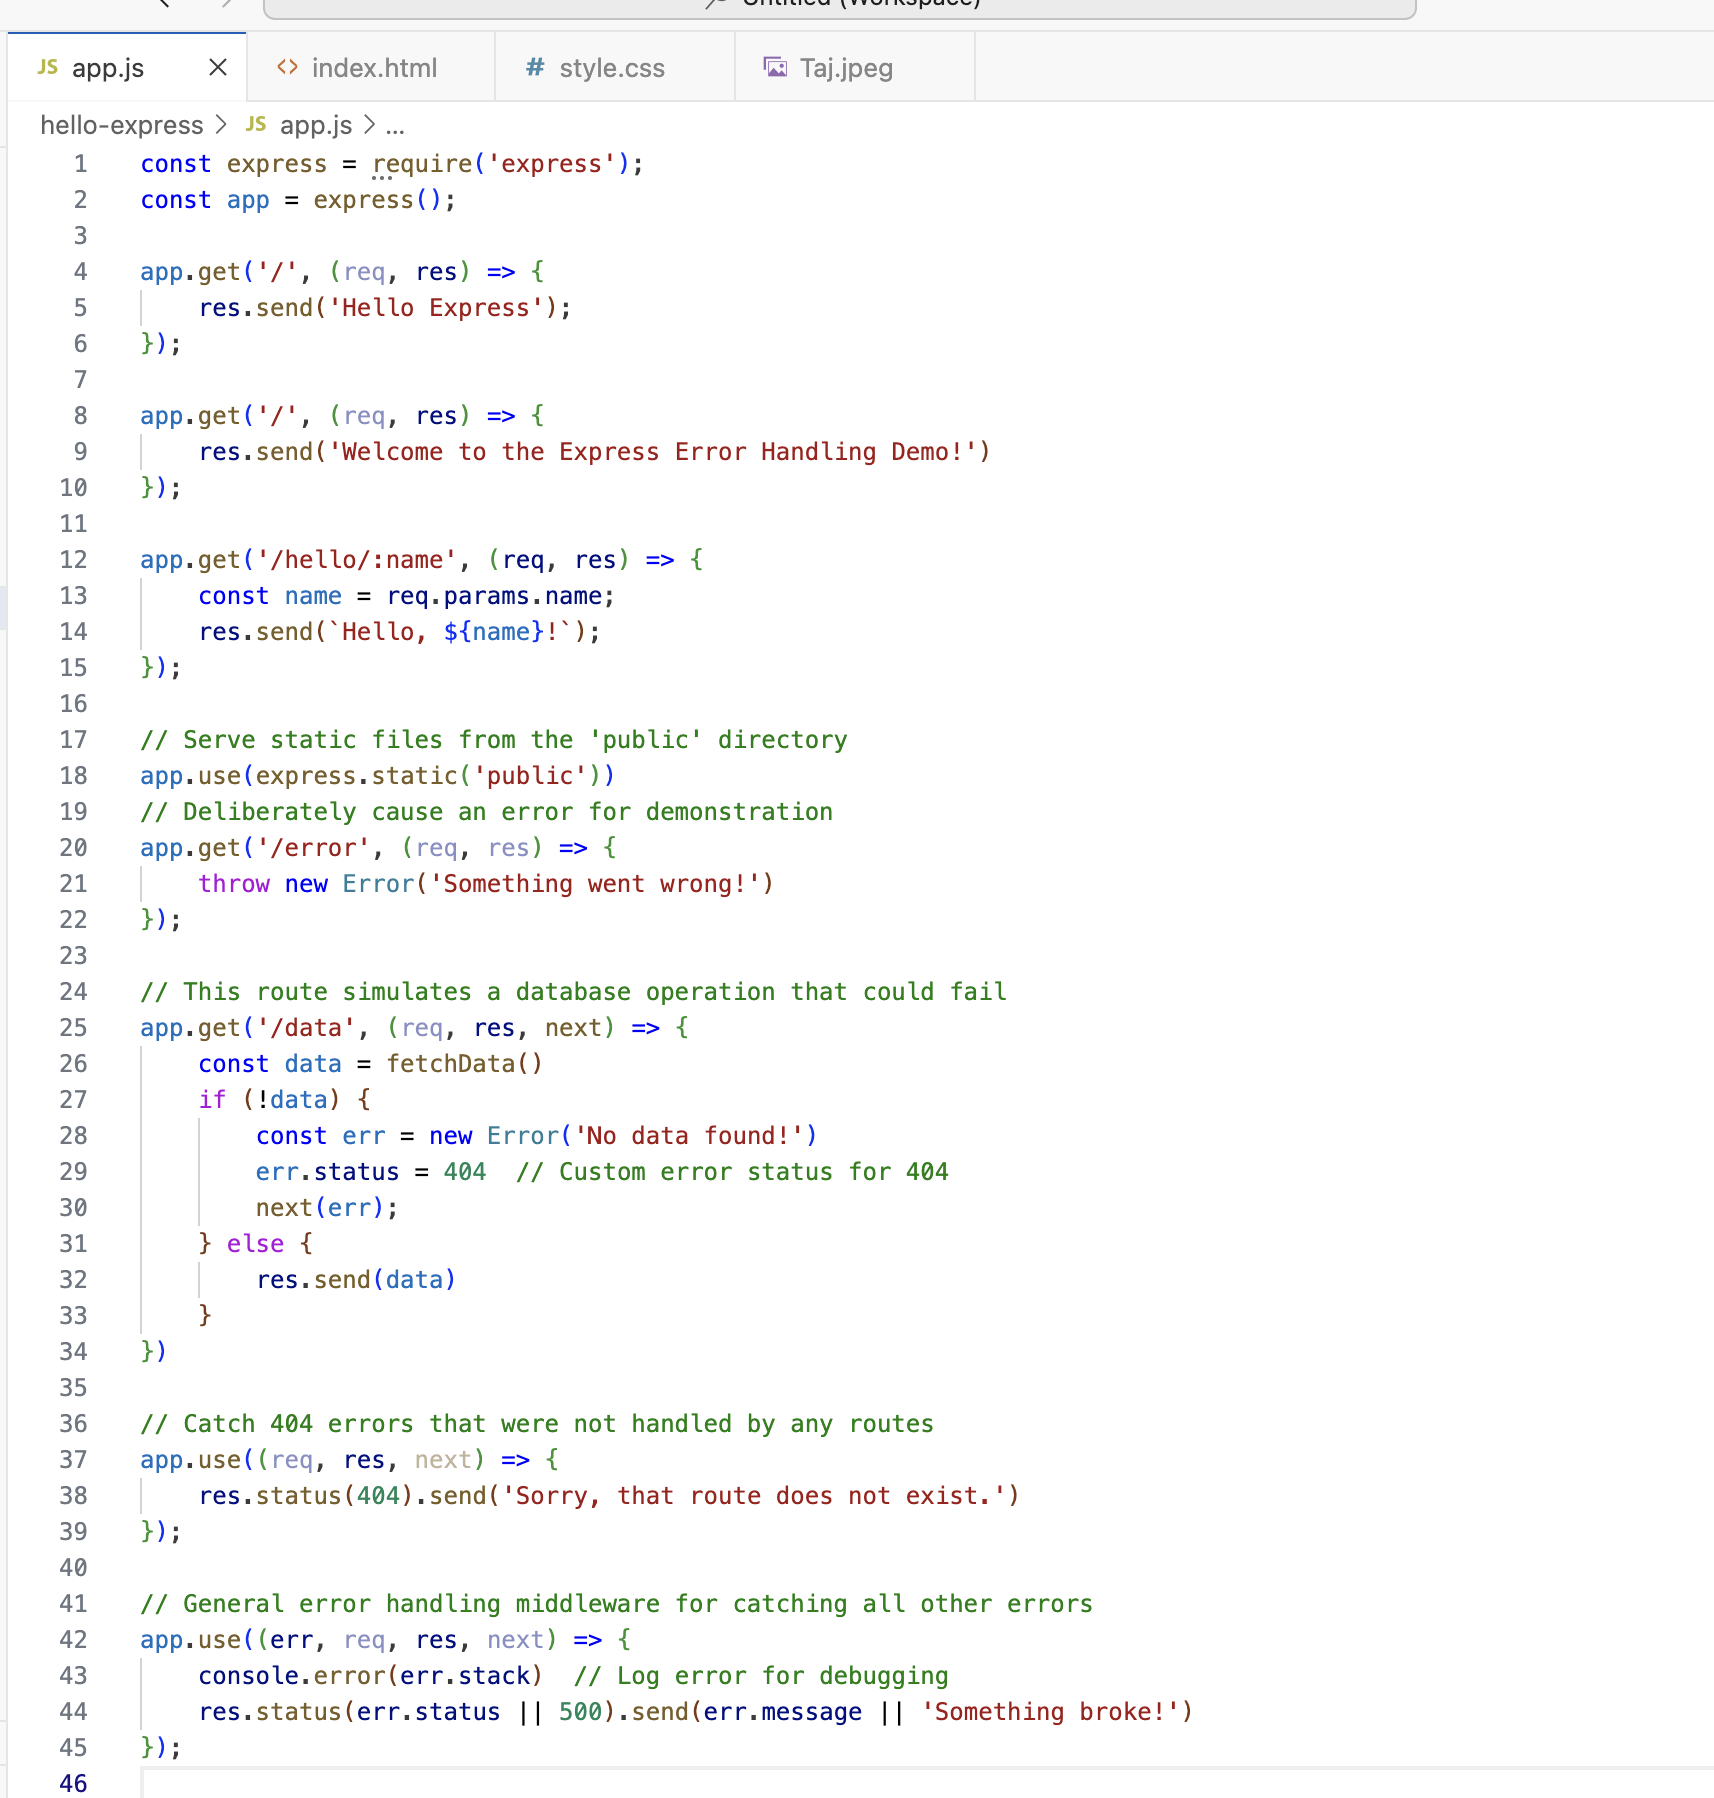 Untitled (Workspace)
JS app.js
<> index.html
# style.css
Taj.jpeg
hello-express > JS app.js > ...
1 const express = require('express');
2 const app = express();
3
4 app.get('/', (req, res) => {
5     res.send('Hello Express');
6 });
7
8 app.get('/', (req, res) => {
9     res.send('Welcome to the Express Error Handling Demo!')
10 });
11
12 app.get('/hello/:name', (req, res) => {
13     const name = req.params.name;
14     res.send(`Hello, ${name}!`);
15 });
16
17 // Serve static files from the 'public' directory
18 app.use(express.static('public'))
19 // Deliberately cause an error for demonstration
20 app.get('/error', (req, res) => {
21     throw new Error('Something went wrong!')
22 });
23
24 // This route simulates a database operation that could fail
25 app.get('/data', (req, res, next) => {
26     const data = fetchData()
27     if (!data) {
28         const err = new Error('No data found!')
29         err.status = 404  // Custom error status for 404
30         next(err);
31     } else {
32         res.send(data)
33     }
34 })
35
36 // Catch 404 errors that were not handled by any routes
37 app.use((req, res, next) => {
38     res.status(404).send('Sorry, that route does not exist.')
39 });
40
41 // General error handling middleware for catching all other errors
42 app.use((err, req, res, next) => {
43     console.error(err.stack)  // Log error for debugging
44     res.status(err.status || 500).send(err.message || 'Something broke!')
45 });
46